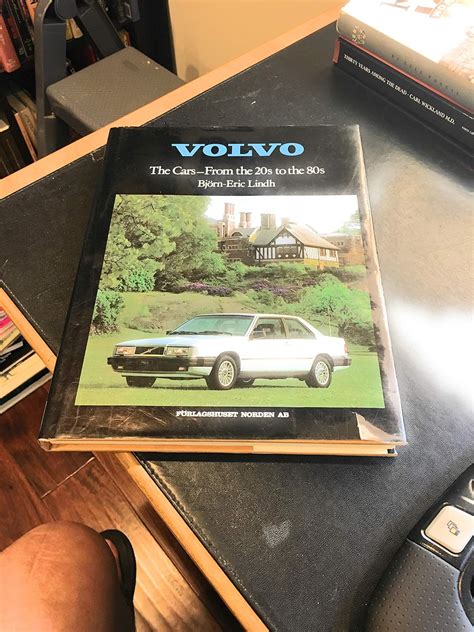 VOLVO
The Cars–From the 20s to the 80s
Björn-Eric Lindh
FÖRLAGSHUSET NORDEN AB
THIRTY YEARS AMONG THE DEAD - CARL WICKLAND M.D.